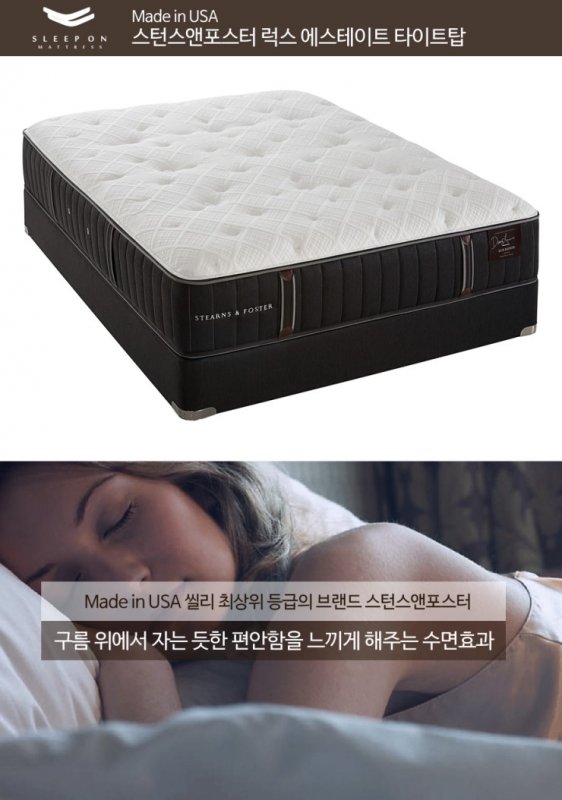 SLEEPON
MATTRESS
Made in USA
스턴스앤포스터 럭스 에스테이트 타이트탑
STEARNS & FOSTER
Made in USA 씰리 최상위 등급의 브랜드 스턴스앤포스터
구름 위에서 자는 듯한 편안함을 느끼게 해주는 수면효과